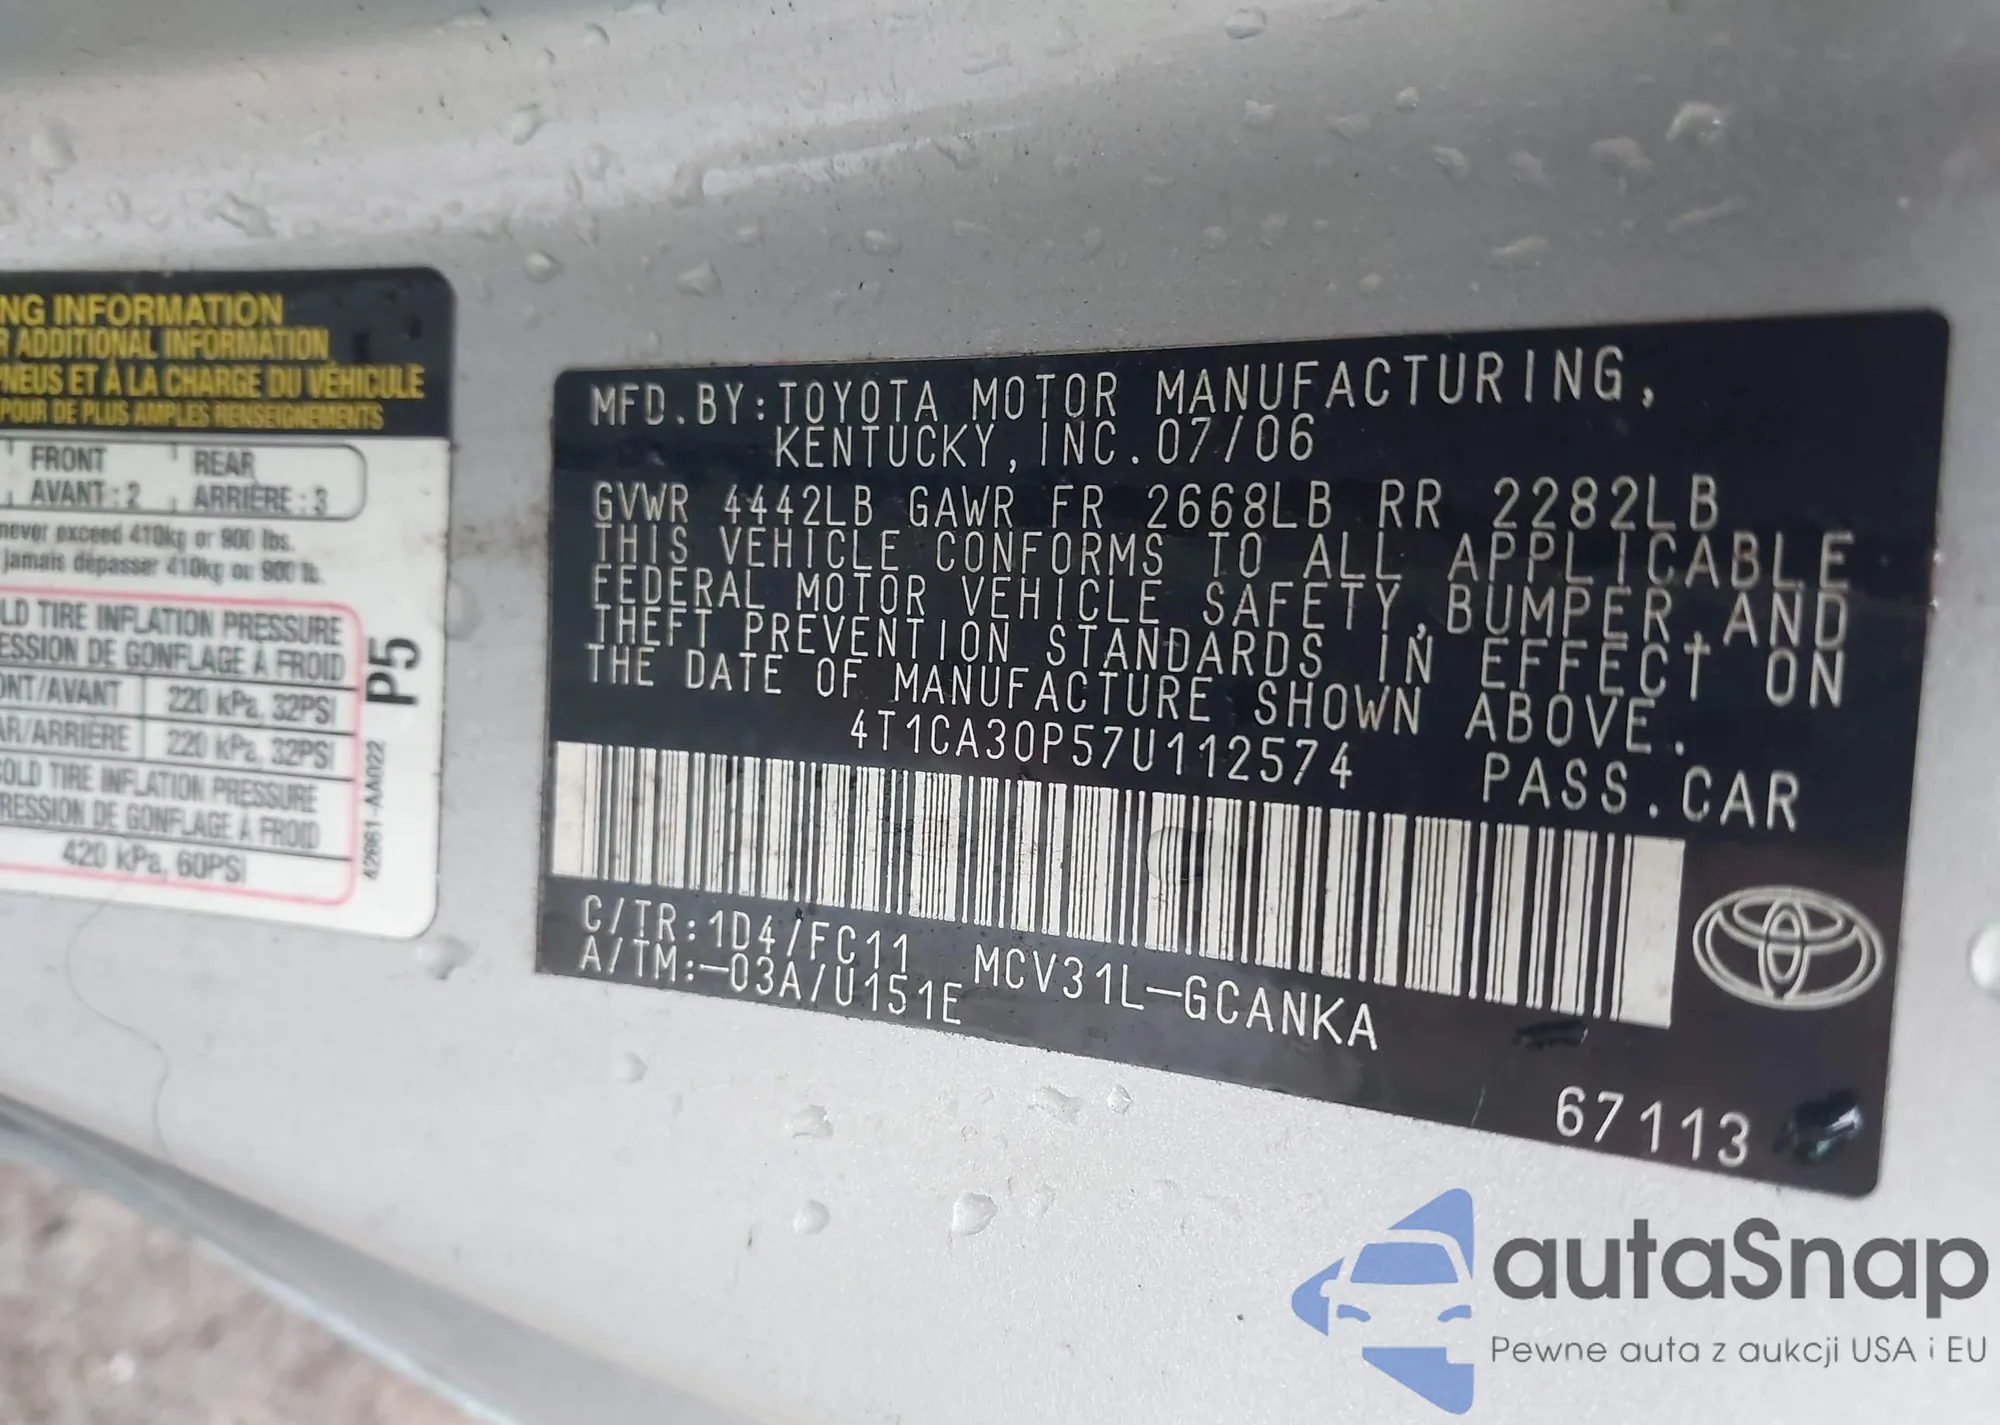 NG INFORMATION
R ADDITIONAL INFORMATION
PNEUS ET À LA CHARGE DU VÉHICULE
POUR DE PLUS AMPLES RENSEIGNEMENTS
FRONT REAR
AVANT : 2 ARRIÈRE : 3
never exceed 410kg or 900 lbs.
jamais dépasser 410kg ou 900 lb.
OLD TIRE INFLATION PRESSURE
ESSION DE GONFLAGE À FROID
ONT/AVANT 220 kPa, 32PSI
AR/ARRIÈRE 220 kPa, 32PSI
COLD TIRE INFLATION PRESSURE
RESSION DE GONFLAGE À FROID
420 kPa, 60PSI
P5
42661-AA022
MFD.BY:TOYOTA MOTOR MANUFACTURING,
KENTUCKY,INC.07/06
GVWR 4442LB GAWR FR 2668LB RR 2282LB
THIS VEHICLE CONFORMS TO ALL APPLICABLE
FEDERAL MOTOR VEHICLE SAFETY,BUMPER,AND
THEFT PREVENTION STANDARDS IN EFFECT ON
THE DATE OF MANUFACTURE SHOWN ABOVE.
4T1CA30P57U112574 PASS.CAR
C/TR:1D4/FC11 MCV31L-GCANKA
A/TM:-03A/U151E
67113
autaSnap
Pewne auta z aukcji USA i EU